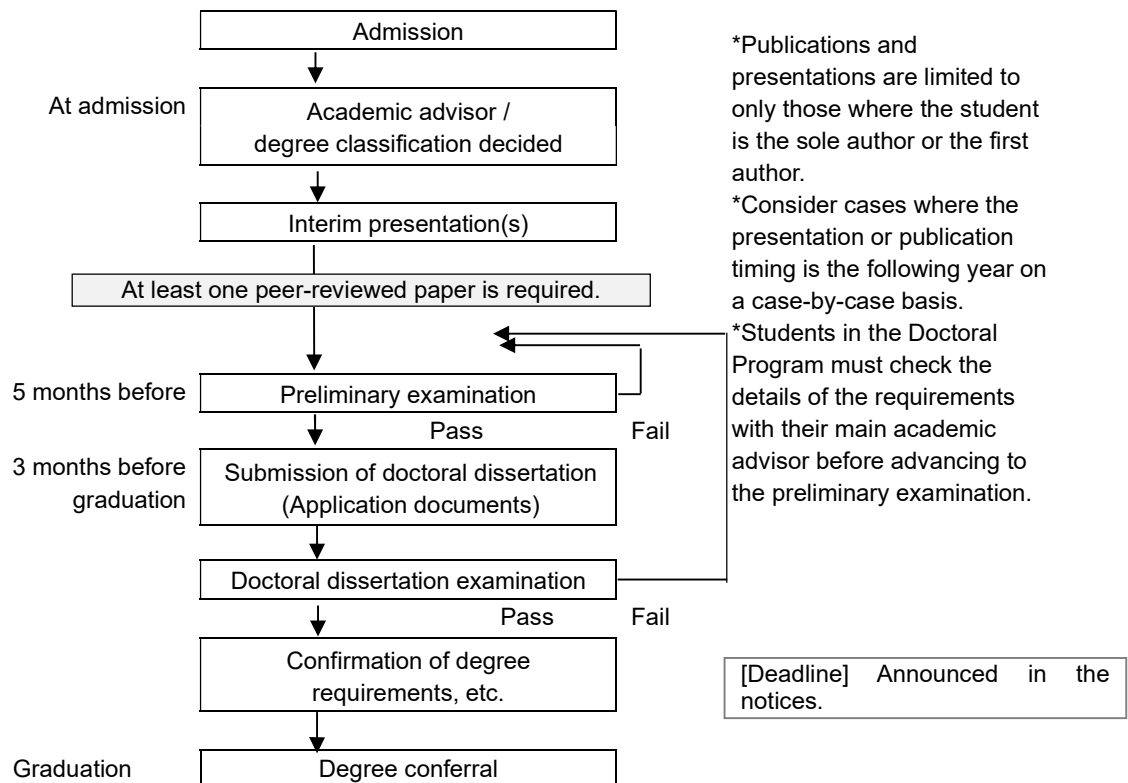 Admission
At admission
Academic advisor /
degree classification decided
Interim presentation(s)
At least one peer-reviewed paper is required.
5 months before
Preliminary examination
Pass
Fail
3 months before
graduation
Submission of doctoral dissertation
(Application documents)
Doctoral dissertation examination
Pass
Fail
Confirmation of degree
requirements, etc.
Graduation
Degree conferral
*Publications and
presentations are limited to
only those where the student
is the sole author or the first
author.
*Consider cases where the
presentation or publication
timing is the following year on
a case-by-case basis.
*Students in the Doctoral
Program must check the
details of the requirements
with their main academic
advisor before advancing to
the preliminary examination.
[Deadline] Announced in the
notices.